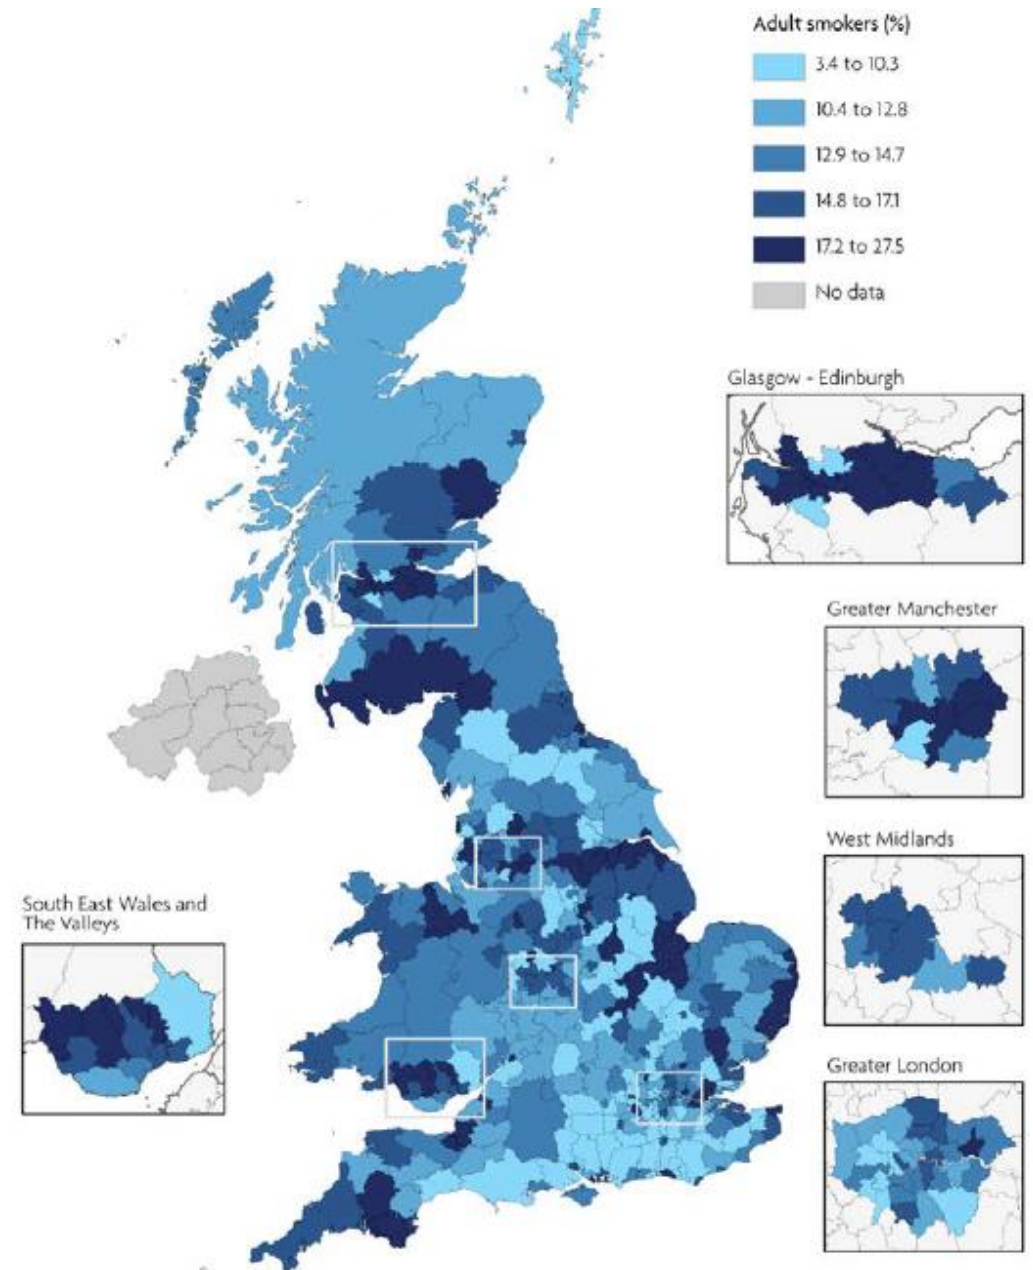 Adult smokers (%)
3.4 to 10.3
10.4 to 12.8
12.9 to 14.7
14.8 to 17.1
17.2 to 27.5
No data
Glasgow - Edinburgh
Greater Manchester
West Midlands
South East Wales and
The Valleys
Greater London